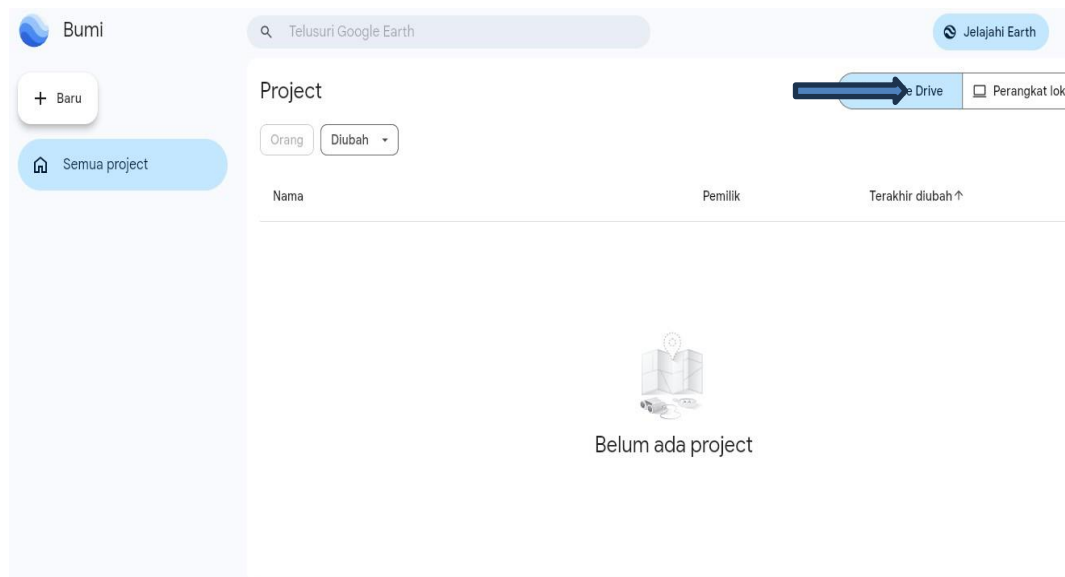 Bumi
Telusuri Google Earth
Jelajahi Earth
Baru
Project
Drive
Perangkat lok
Orang
Diubah
Semua project
Nama
Pemilik
Terakhir diubah
Belum ada project